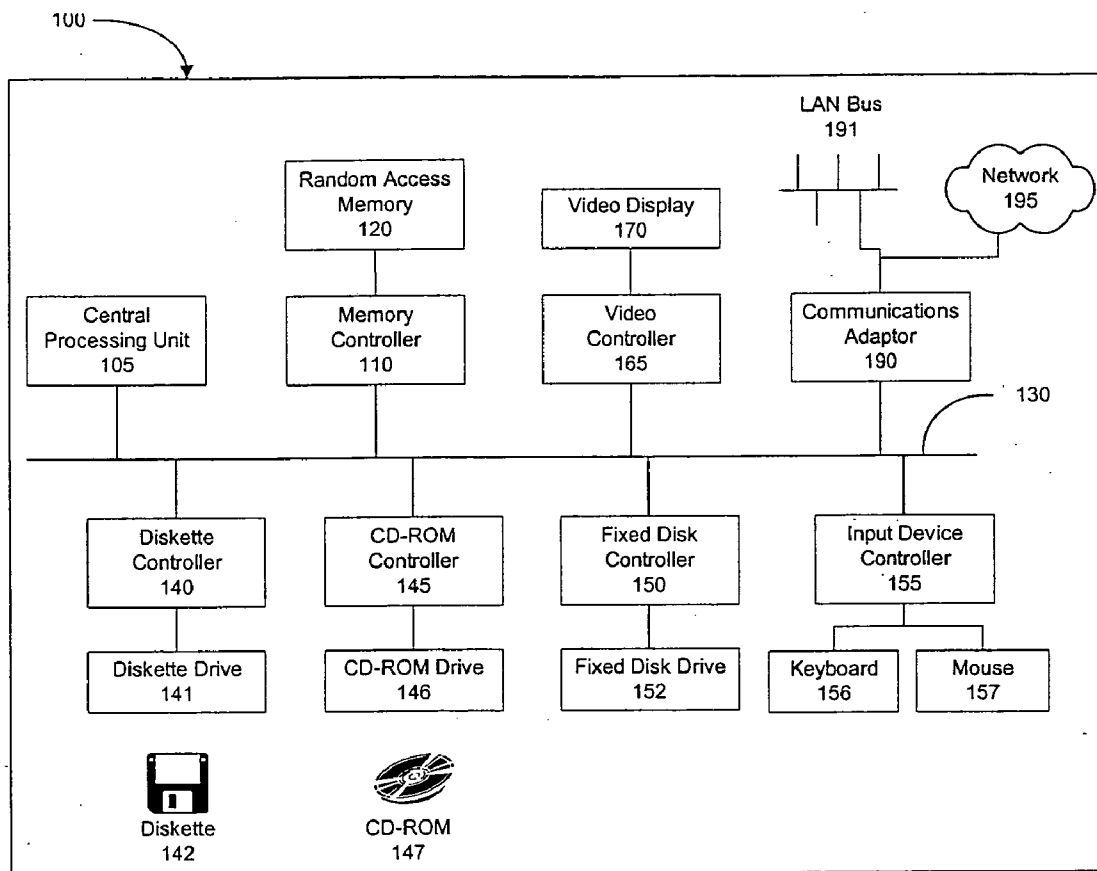 100
LAN Bus
191
Network
195
Random Access
Memory
120
Video Display
170
Central
Processing Unit
105
Memory
Controller
110
Video
Controller
165
Communications
Adaptor
190
130
Diskette
Controller
140
CD-ROM
Controller
145
Fixed Disk
Controller
150
Input Device
Controller
155
Diskette Drive
141
CD-ROM Drive
146
Fixed Disk Drive
152
Keyboard
156
Mouse
157
Diskette
142
CD-ROM
147